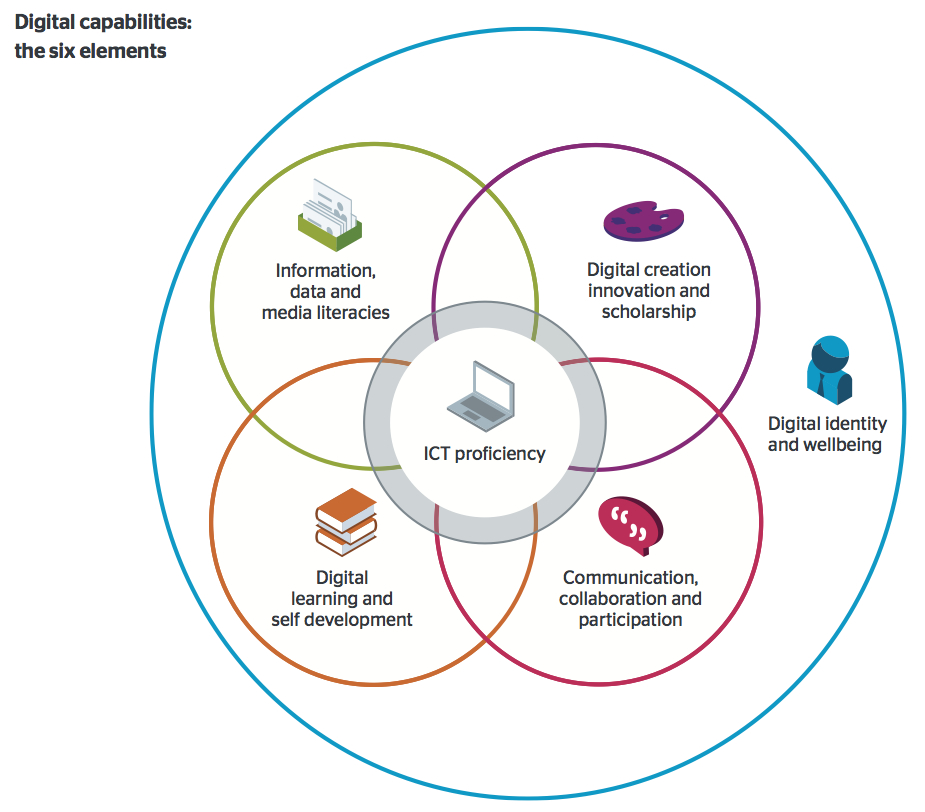 Digital capabilities:
the six elements
Information,
data and
media literacies
Digital creation
innovation and
scholarship
ICT proficiency
Digital identity
and wellbeing
Digital
learning and
self development
Communication,
collaboration and
participation